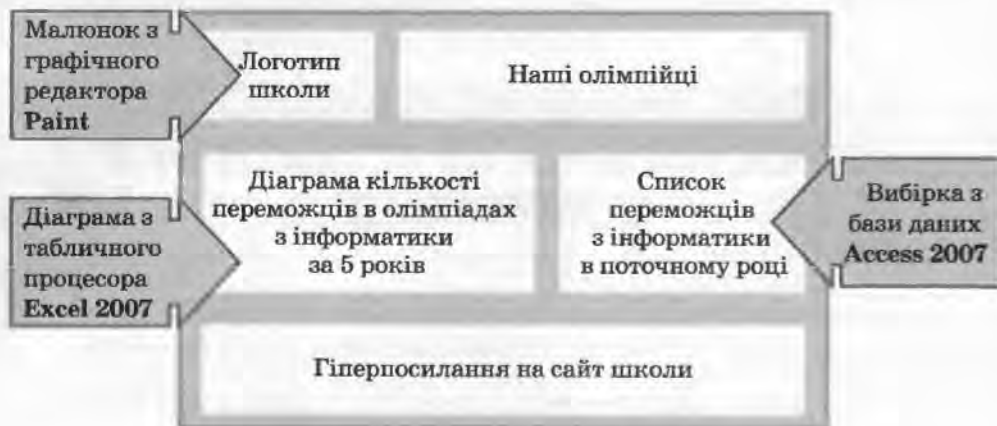 Малюнок з
графічного
редактора
Paint
Логотип
школи
Наші олімпійці
Діаграма з
табличного
процесора
Excel 2007
Діаграма кількості
переможців в олімпіадах
з інформатики
за 5 років
Список
переможців
з інформатики
в поточному році
Вибірка з
бази даних
Access 2007
Гіперпосилання на сайт школи